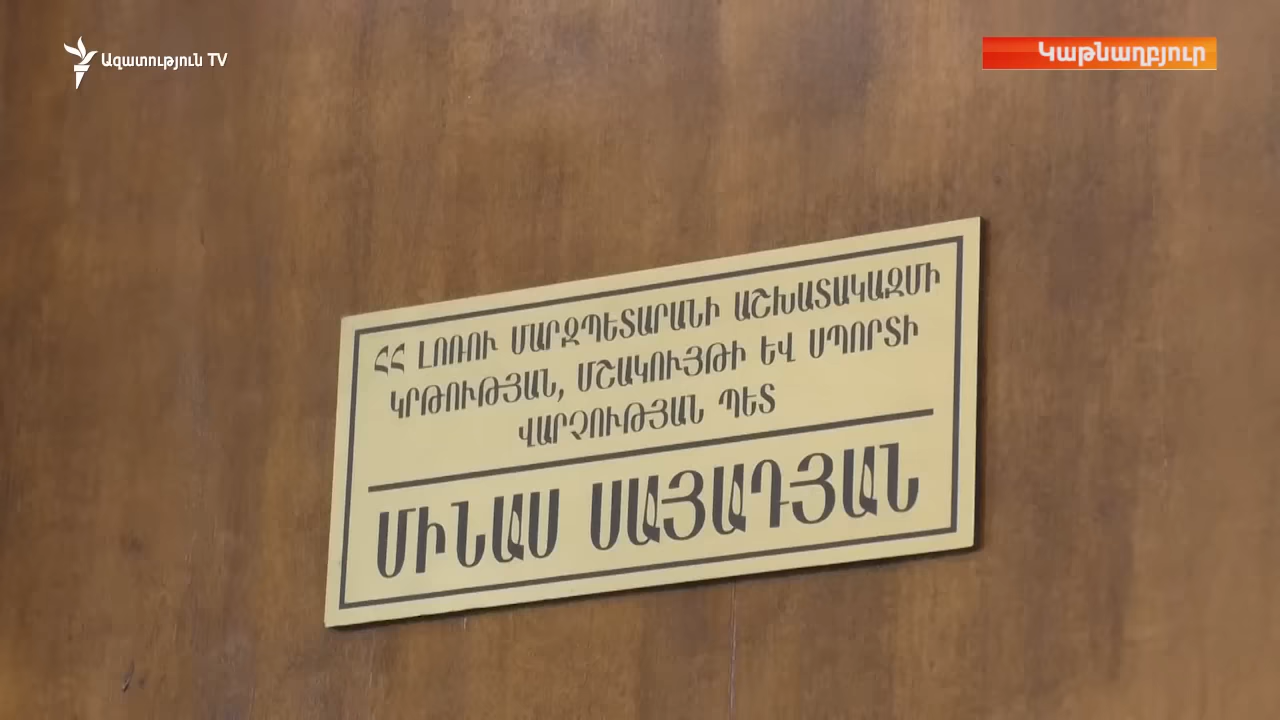 Ազատություն TV
Կաթնաղբյուր
ՀՀ ԼՈՌՈՒ ՄԱՐԶՊԵՏԱՐԱՆԻ ԱՇԽԱՏԱԿԱԶՄԻ
ԿՐԹՈՒԹՅԱՆ, ՄՇԱԿՈՒՅԹԻ ԵՎ ՍՊՈՐՏԻ
ՎԱՐՉՈՒԹՅԱՆ ՊԵՏ
ՄԻՆԱՍ ՍԱՅԱԴՅԱՆ